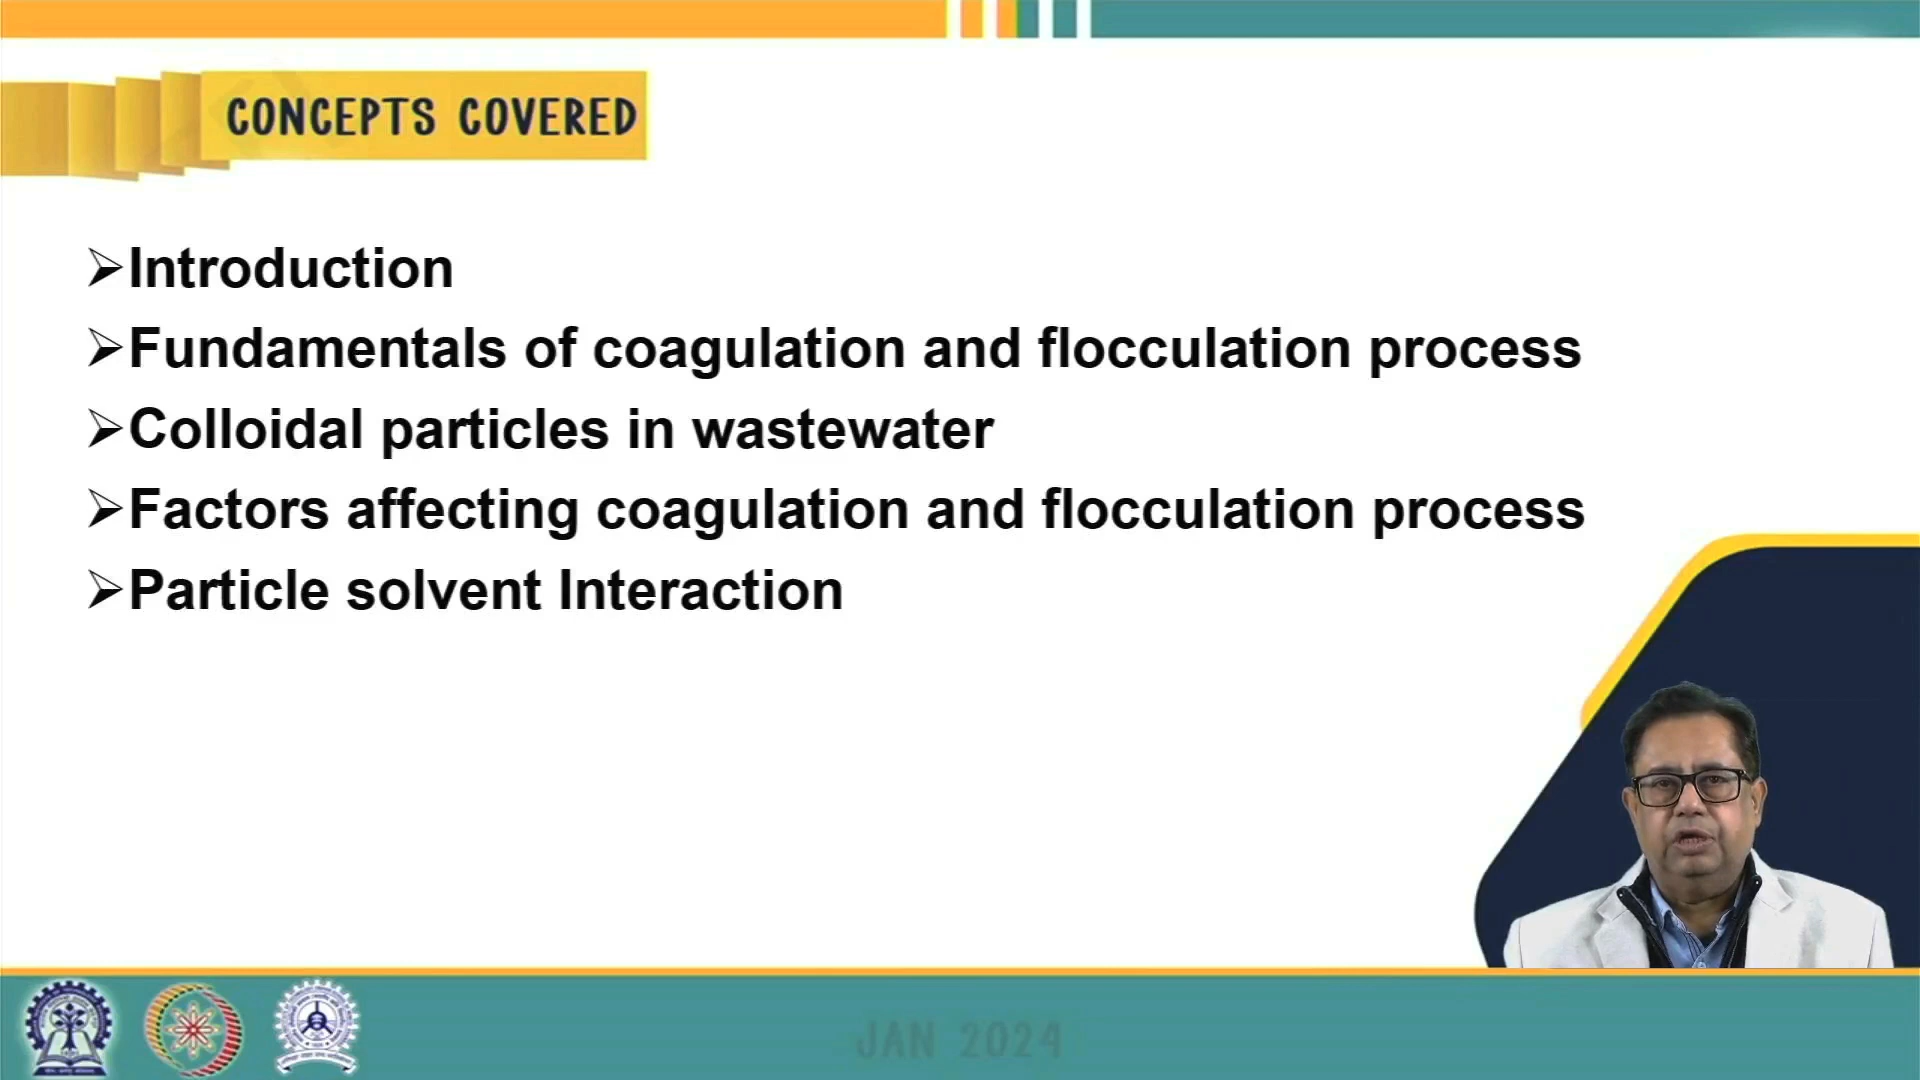 CONCEPTS COVERED
➢Introduction
➢Fundamentals of coagulation and flocculation process
➢Colloidal particles in wastewater
➢Factors affecting coagulation and flocculation process
➢Particle solvent Interaction
JAN 2024